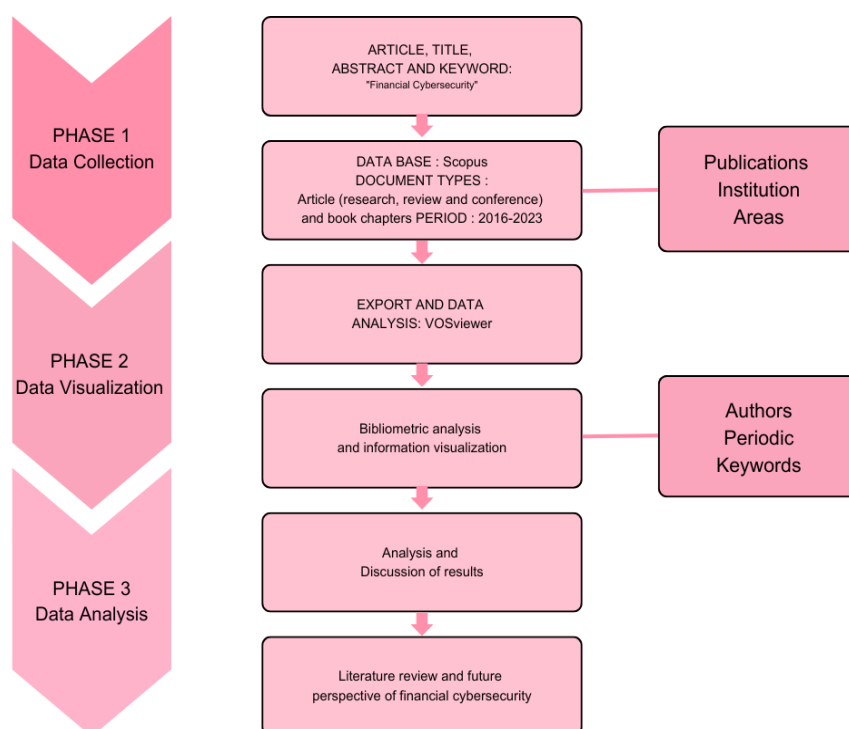 PHASE 1
Data Collection
ARTICLE, TITLE,
ABSTRACT AND KEYWORD:
"Financial Cybersecurity"
DATA BASE : Scopus
DOCUMENT TYPES :
Article (research, review and conference)
and book chapters PERIOD : 2016-2023
Publications
Institution
Areas
PHASE 2
Data Visualization
EXPORT AND DATA
ANALYSIS: VOSviewer
Bibliometric analysis
and information visualization
Authors
Periodic
Keywords
PHASE 3
Data Analysis
Analysis and
Discussion of results
Literature review and future
perspective of financial cybersecurity